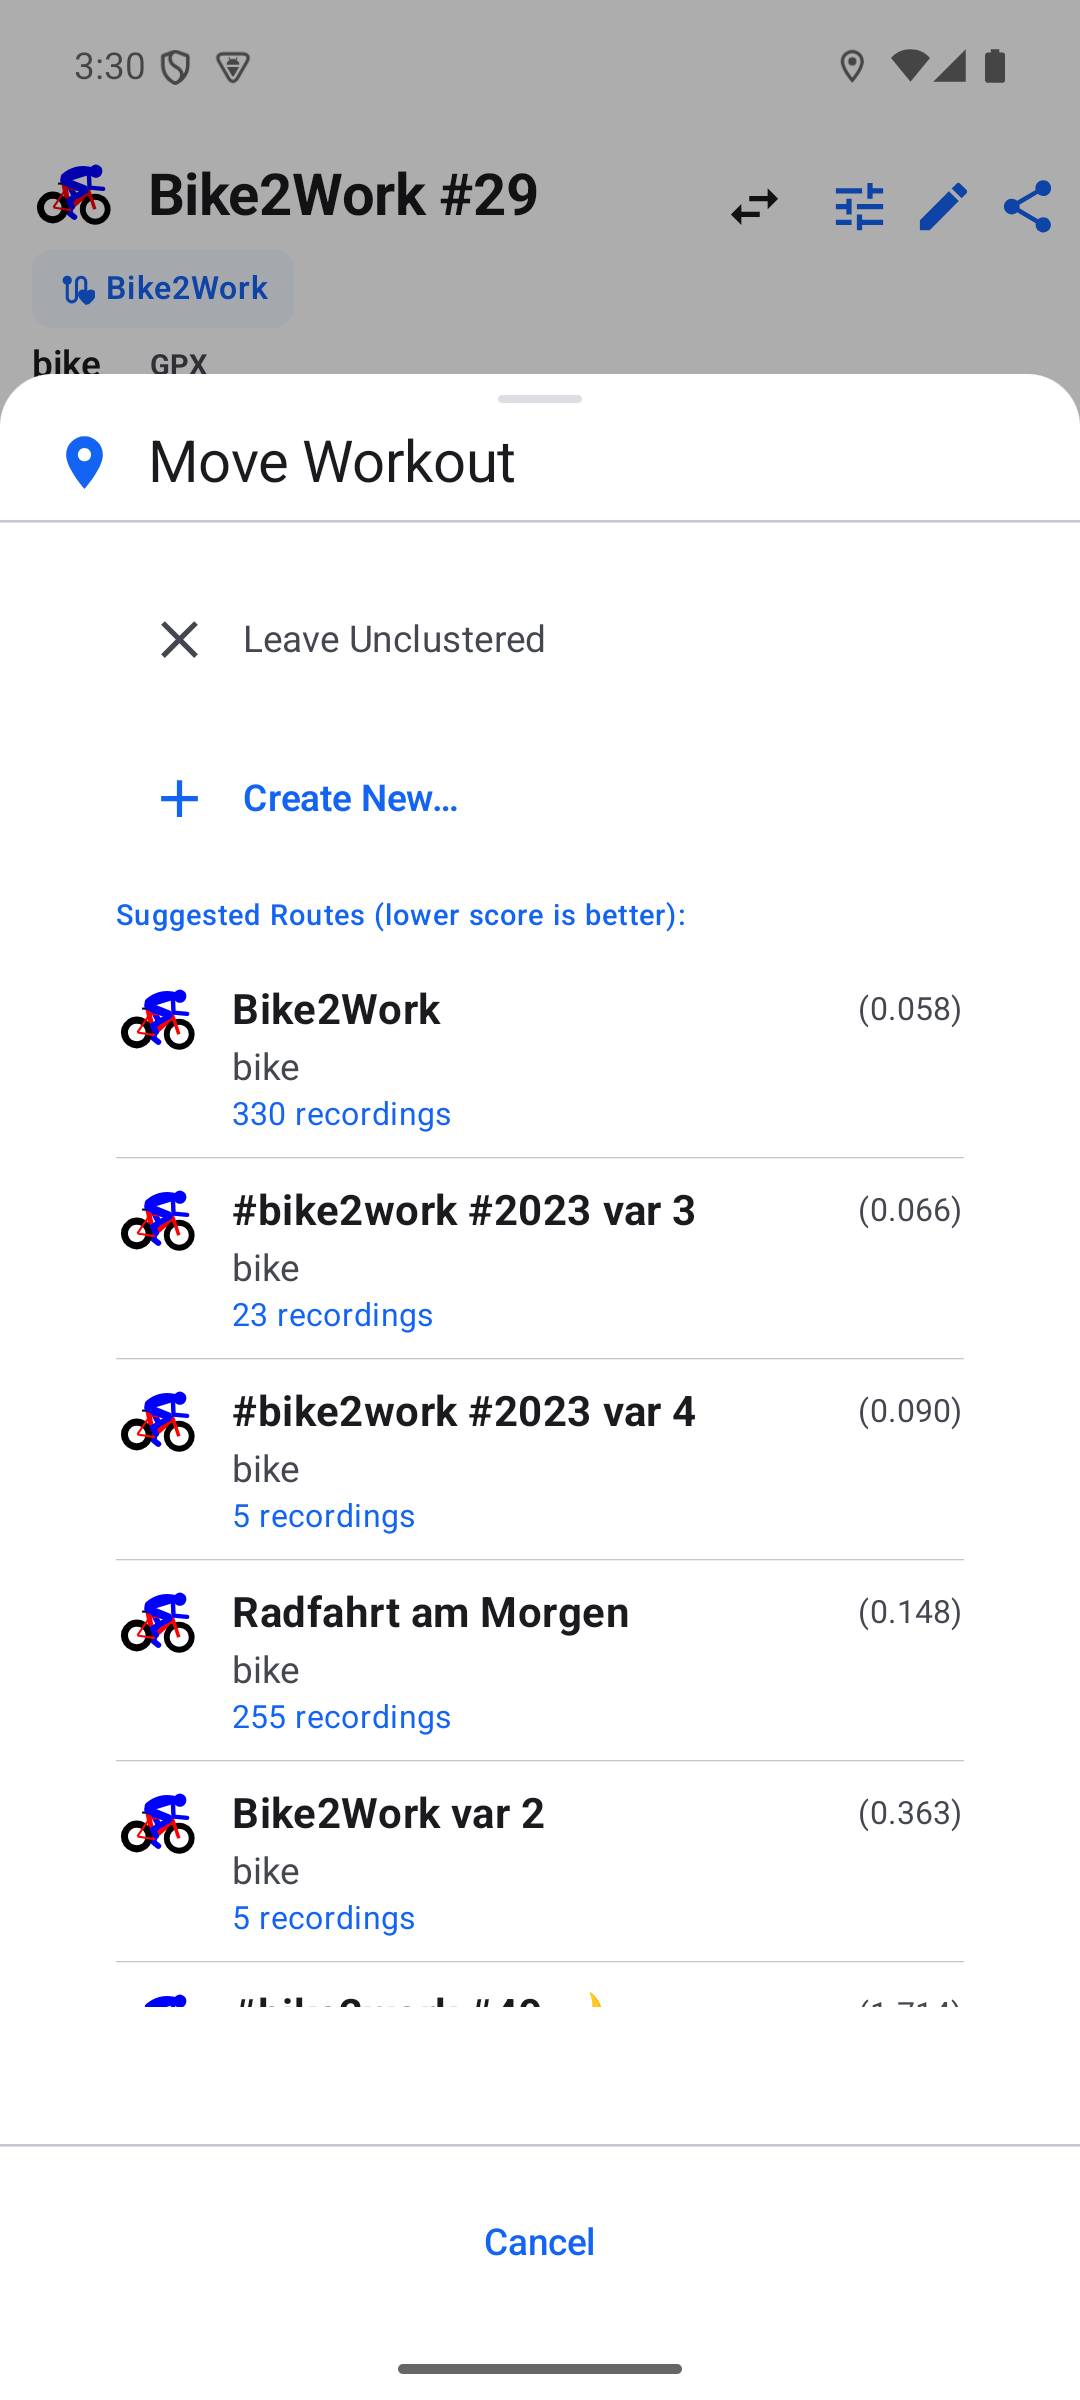 3:30
Bike2Work #29
Bike2Work
bike GPX
Move Workout
Leave Unclustered
Create New...
Suggested Routes (lower score is better):
Bike2Work (0.058)
bike
330 recordings
#bike2work #2023 var 3 (0.066)
bike
23 recordings
#bike2work #2023 var 4 (0.090)
bike
5 recordings
Radfahrt am Morgen (0.148)
bike
255 recordings
Bike2Work var 2 (0.363)
bike
5 recordings
Cancel